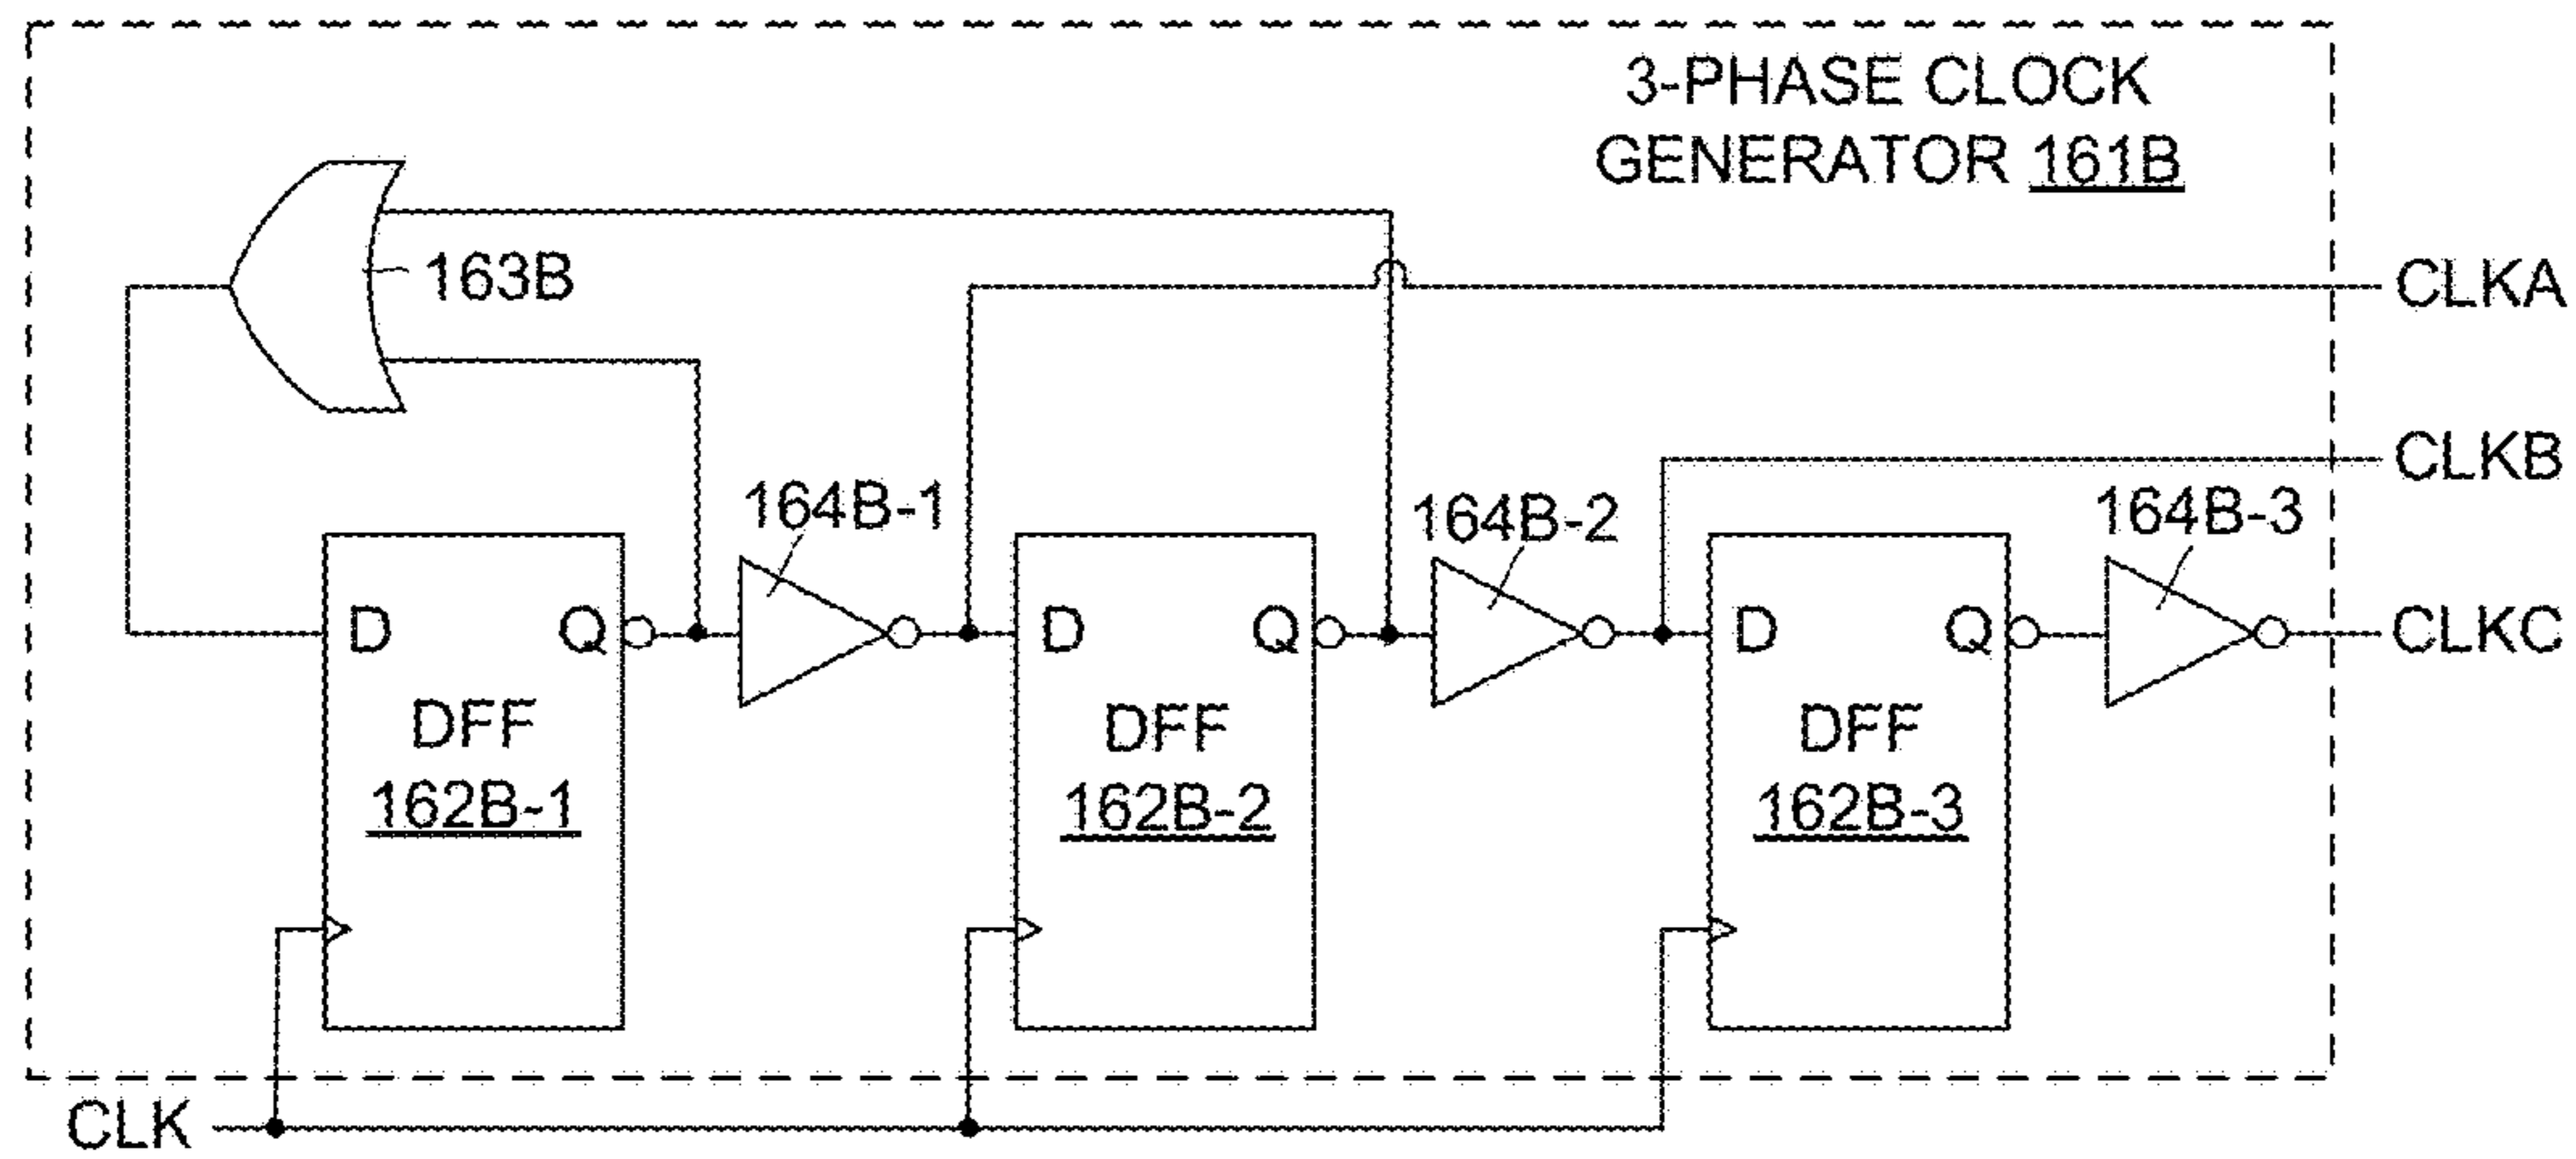 3-PHASE CLOCK
GENERATOR 161B
163B
CLKA
CLKB
164B-1
164B-2
164B-3
D
Q
D
Q
D
Q
CLKC
DFF
162B-1
DFF
162B-2
DFF
162B-3
CLK